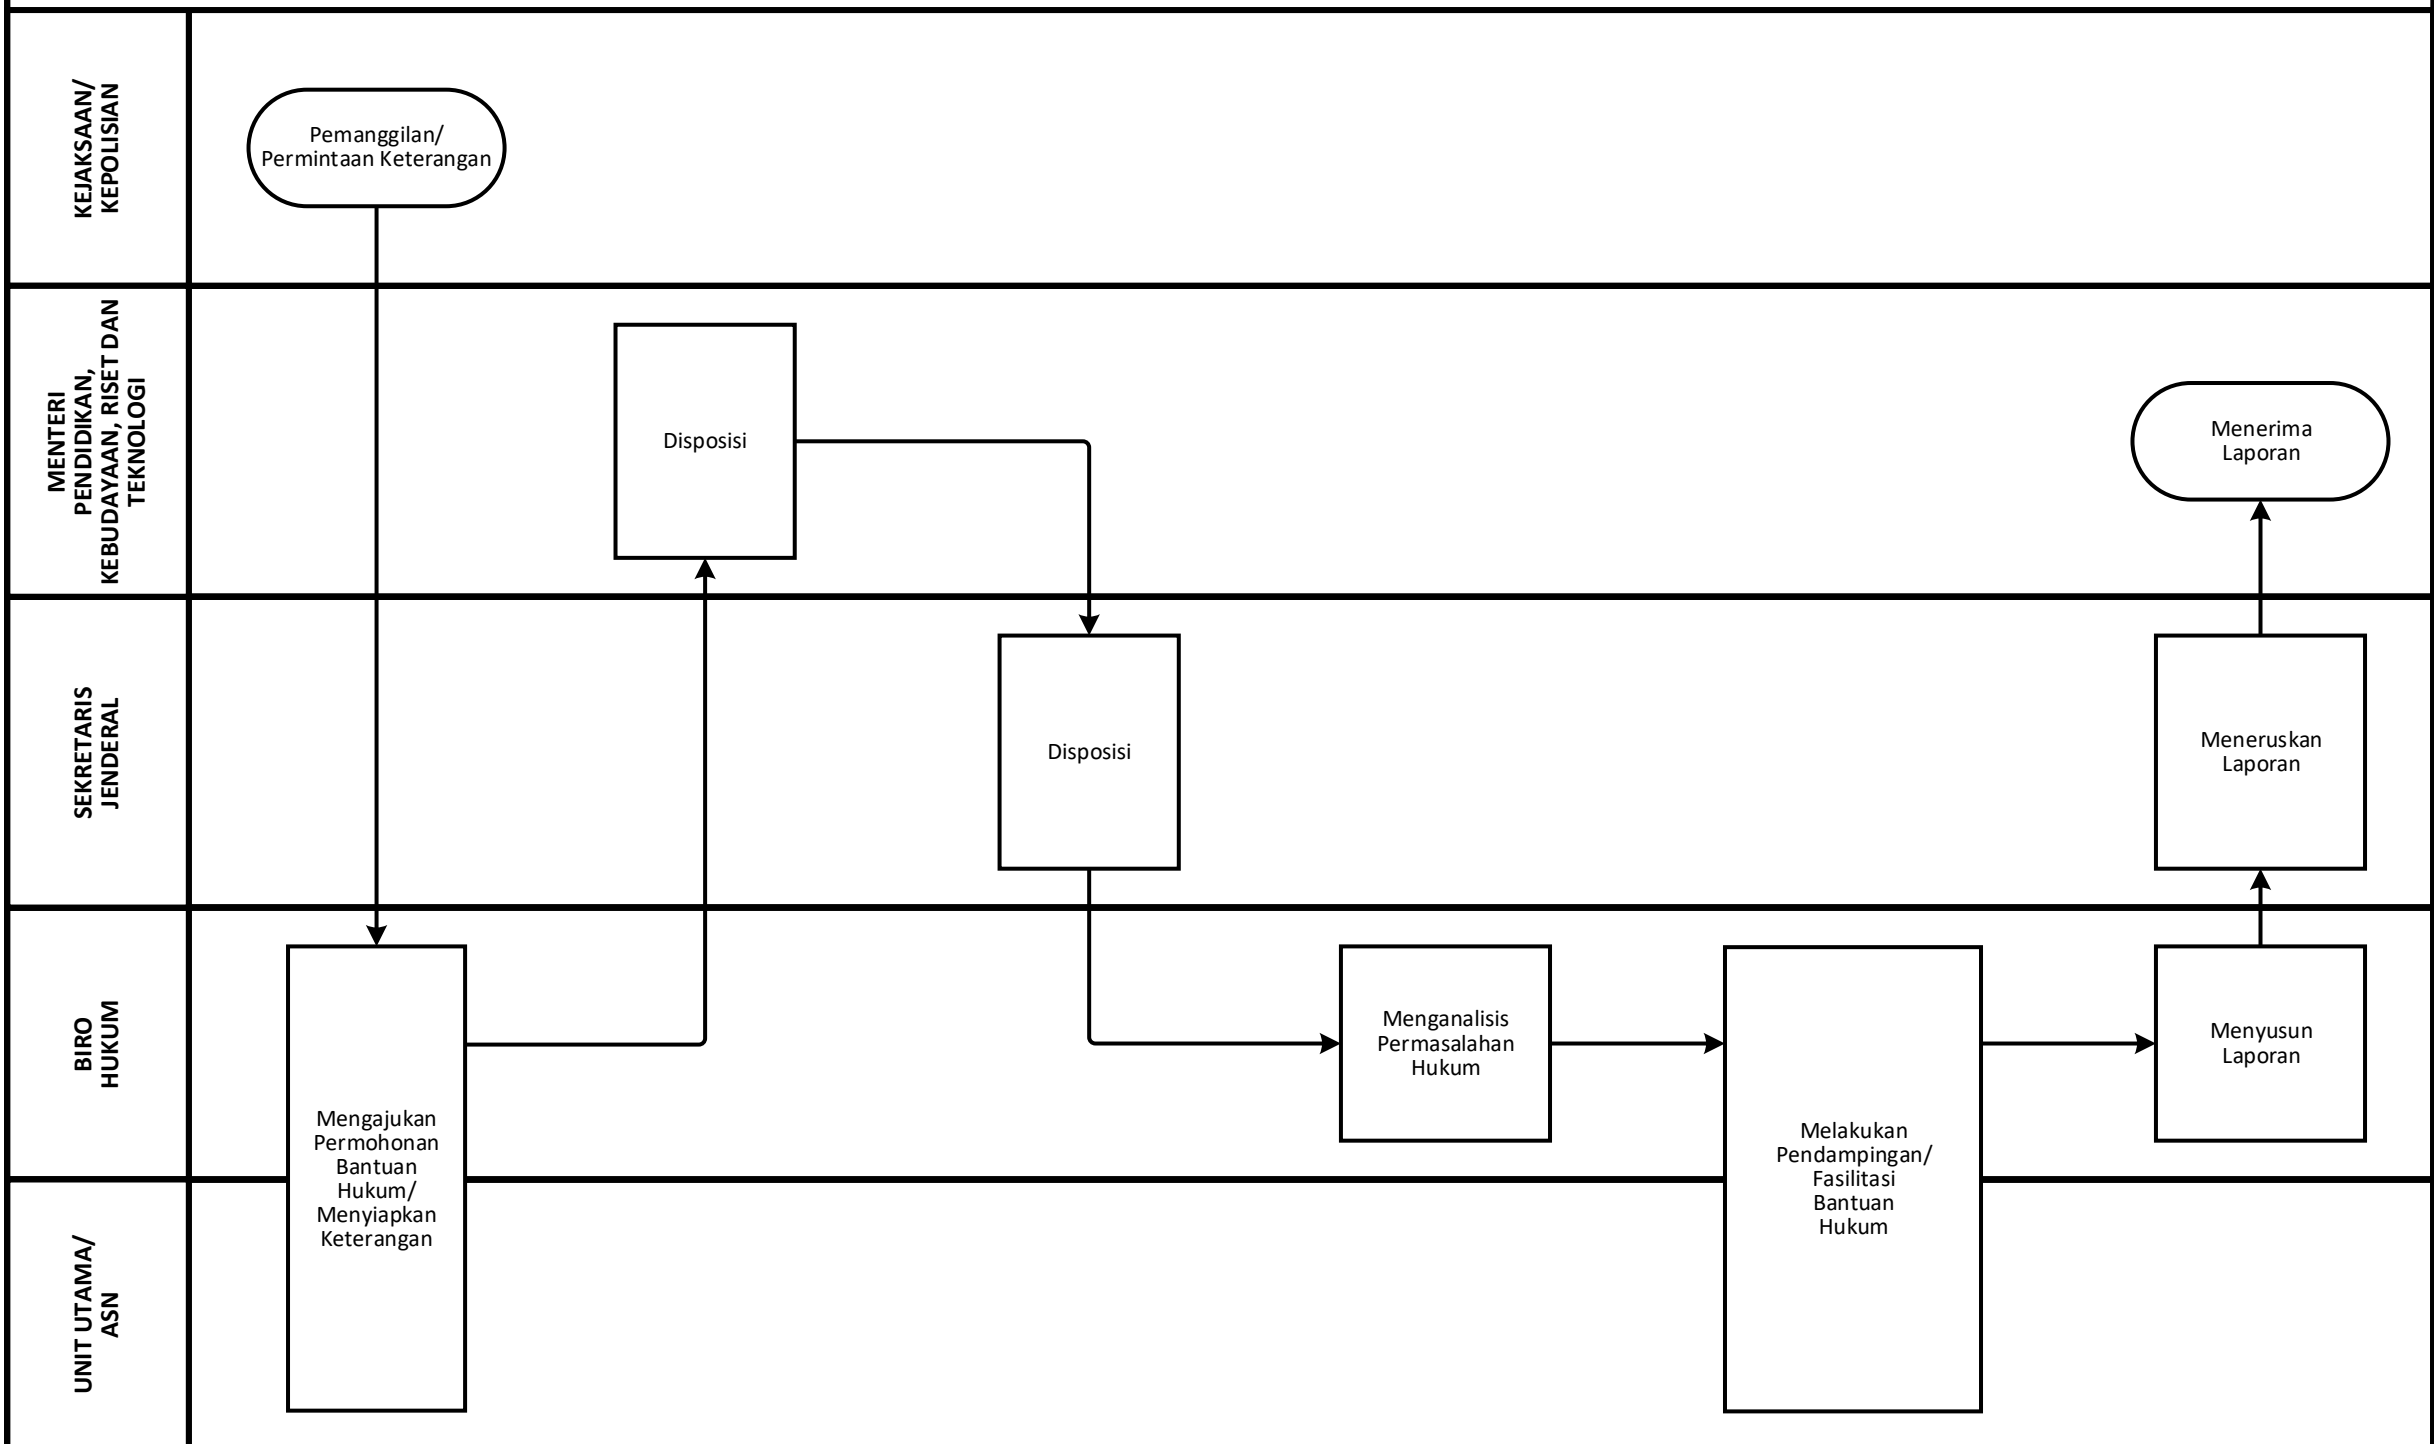 KEJAKSAAN/
KEPOLISIAN
Pemanggilan/
Permintaan Keterangan
MENTERI
PENDIDIKAN,
KEBUDAYAAN, RISET DAN
TEKNOLOGI
Disposisi
Menerima
Laporan
SEKRETARIS
JENDERAL
Disposisi
Meneruskan
Laporan
BIRO
HUKUM
Mengajukan
Permohonan
Bantuan
Hukum/
Menyiapkan
Keterangan
Menganalisis
Permasalahan
Hukum
Melakukan
Pendampingan/
Fasilitasi
Bantuan
Hukum
Menyusun
Laporan
UNIT UTAMA/
ASN